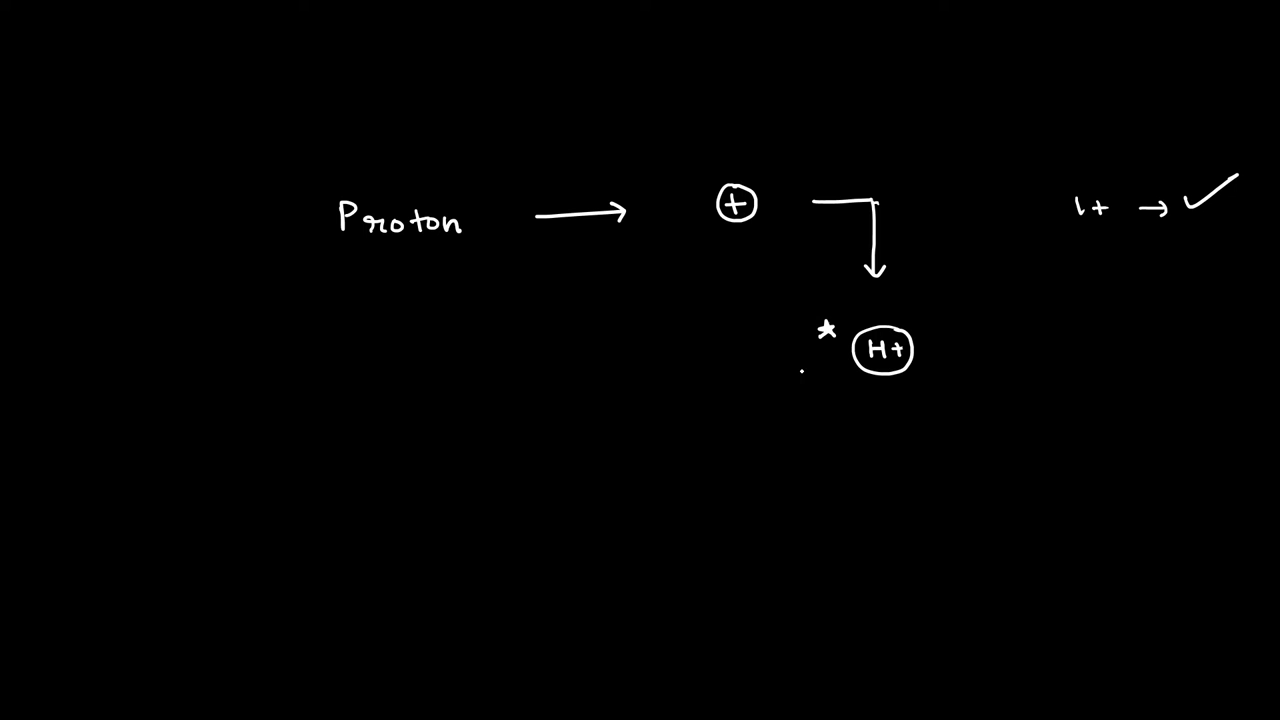 Proton → + 1+ → ✓
* H+